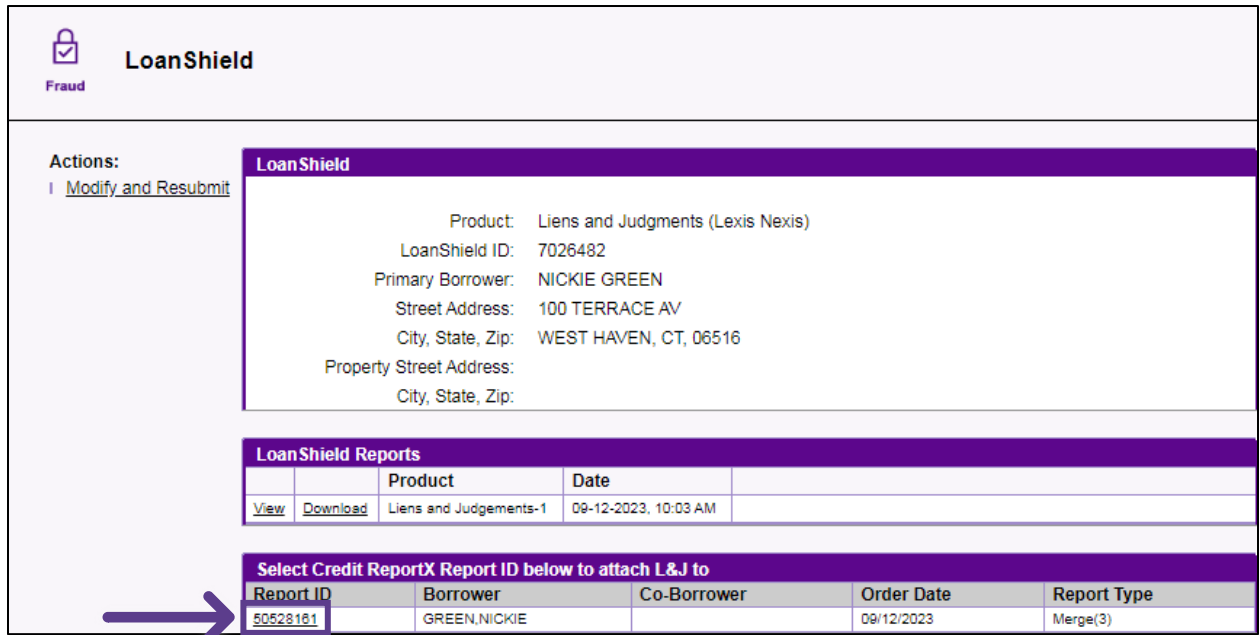 LoanShield
Fraud
Actions:
Modify and Resubmit
LoanShield
Product: Liens and Judgments (Lexis Nexis)
LoanShield ID: 7026482
Primary Borrower: NICKIE GREEN
Street Address: 100 TERRACE AV
City, State, Zip: WEST HAVEN, CT, 06516
Property Street Address:
City, State, Zip:
LoanShield Reports
Product Date
View Download Liens and Judgements-1 09-12-2023, 10:03 AM
Select Credit ReportX Report ID below to attach L&J to
Report ID Borrower Co-Borrower Order Date Report Type
50528161 GREEN,NICKIE 09/12/2023 Merge(3)